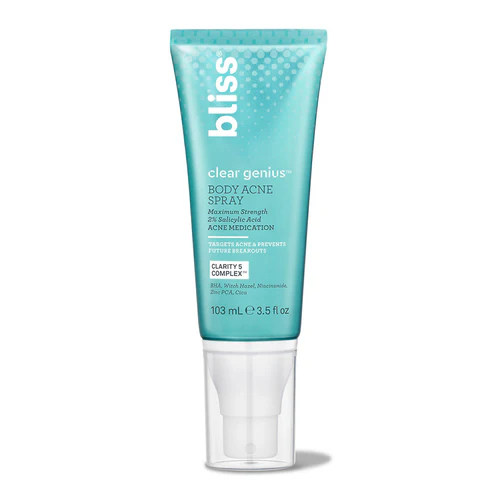 bliss
clear genius™
BODY ACNE
SPRAY
Maximum Strength
2% Salicylic Acid
ACNE MEDICATION
TARGETS ACNE & PREVENTS
FUTURE BREAKOUTS
CLARITY 5
COMPLEX™
BHA, Witch Hazel, Niacinamide,
Zinc PCA, Cica
103 mL ℮ 3.5 fl oz